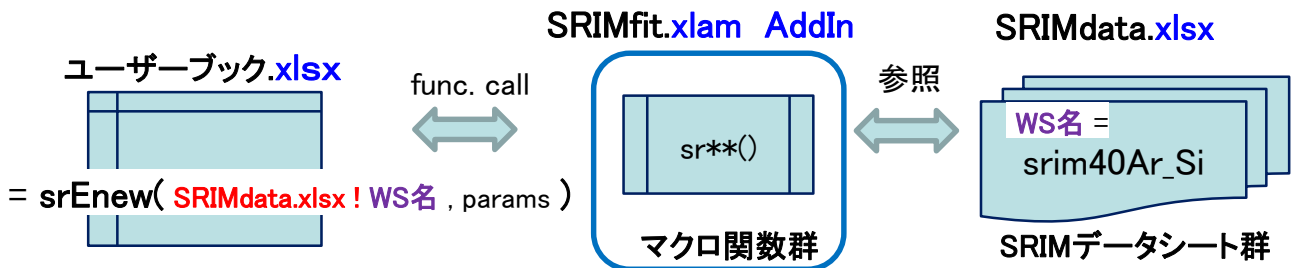 SRIMfit.xlam AddIn
SRIMdata.xlsx
ユーザーブック.xlsx
func. call
参照
WS名 =
srim40Ar_Si
sr**()
= srEnew( SRIMdata.xlsx ! WS名 , params )
マクロ関数群
SRIMデータシート群